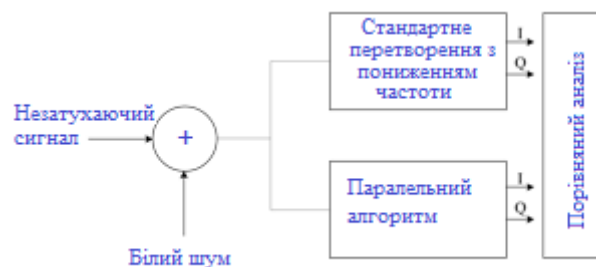 Стандартне
перетворення з
пониженням
частоти
I
Q
Незатухаючий
сигнал
+
Паралельний
алгоритм
I
Q
Білий шум
Порівняний аналіз